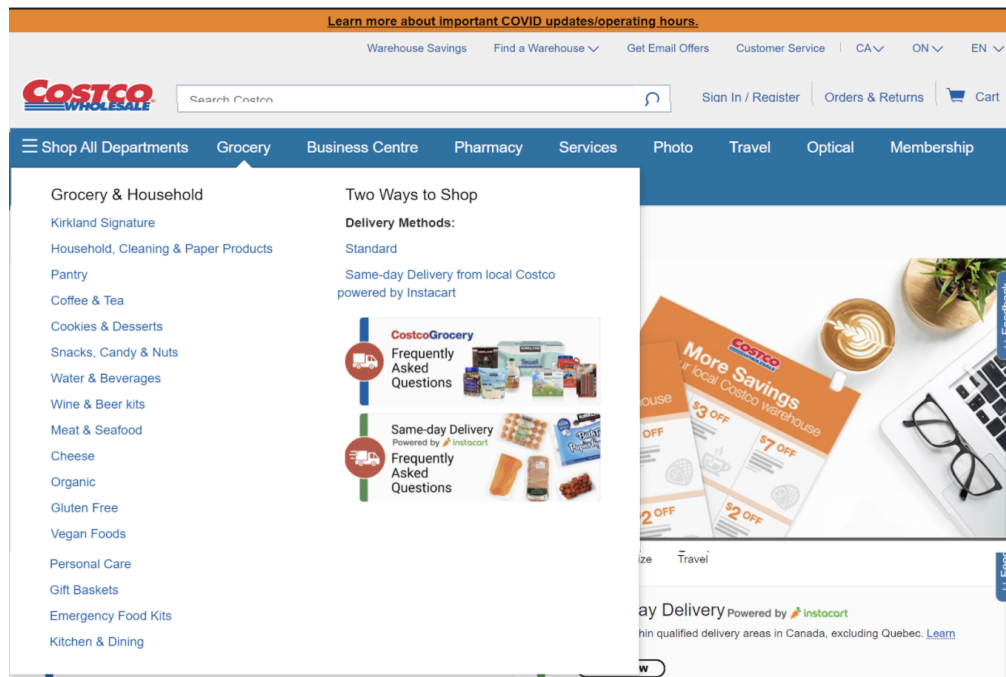 Learn more about important COVID updates/operating hours.
Warehouse Savings Find a Warehouse Get Email Offers Customer Service CA ON EN
COSTCO
WHOLESALE
Search Costco
Sign In / Register Orders & Returns Cart
Shop All Departments Grocery Business Centre Pharmacy Services Photo Travel Optical Membership
Grocery & Household
Kirkland Signature
Household, Cleaning & Paper Products
Pantry
Coffee & Tea
Cookies & Desserts
Snacks, Candy & Nuts
Water & Beverages
Wine & Beer kits
Meat & Seafood
Cheese
Organic
Gluten Free
Vegan Foods
Personal Care
Gift Baskets
Emergency Food Kits
Kitchen & Dining
Two Ways to Shop
Delivery Methods:
Standard
Same-day Delivery from local Costco
powered by Instacart
CostcoGrocery
Frequently
Asked
Questions
Same-day Delivery
Powered by instacart
Frequently
Asked
Questions
COSTCO
WHOLESALE
More Savings
r local Costco warehouse
$3 OFF
$7 OFF
$2 OFF
ouse
OFF
$2 OFF
Feedback
ize Travel
ay Delivery Powered by instacart
hin qualified delivery areas in Canada, excluding Quebec. Learn
w